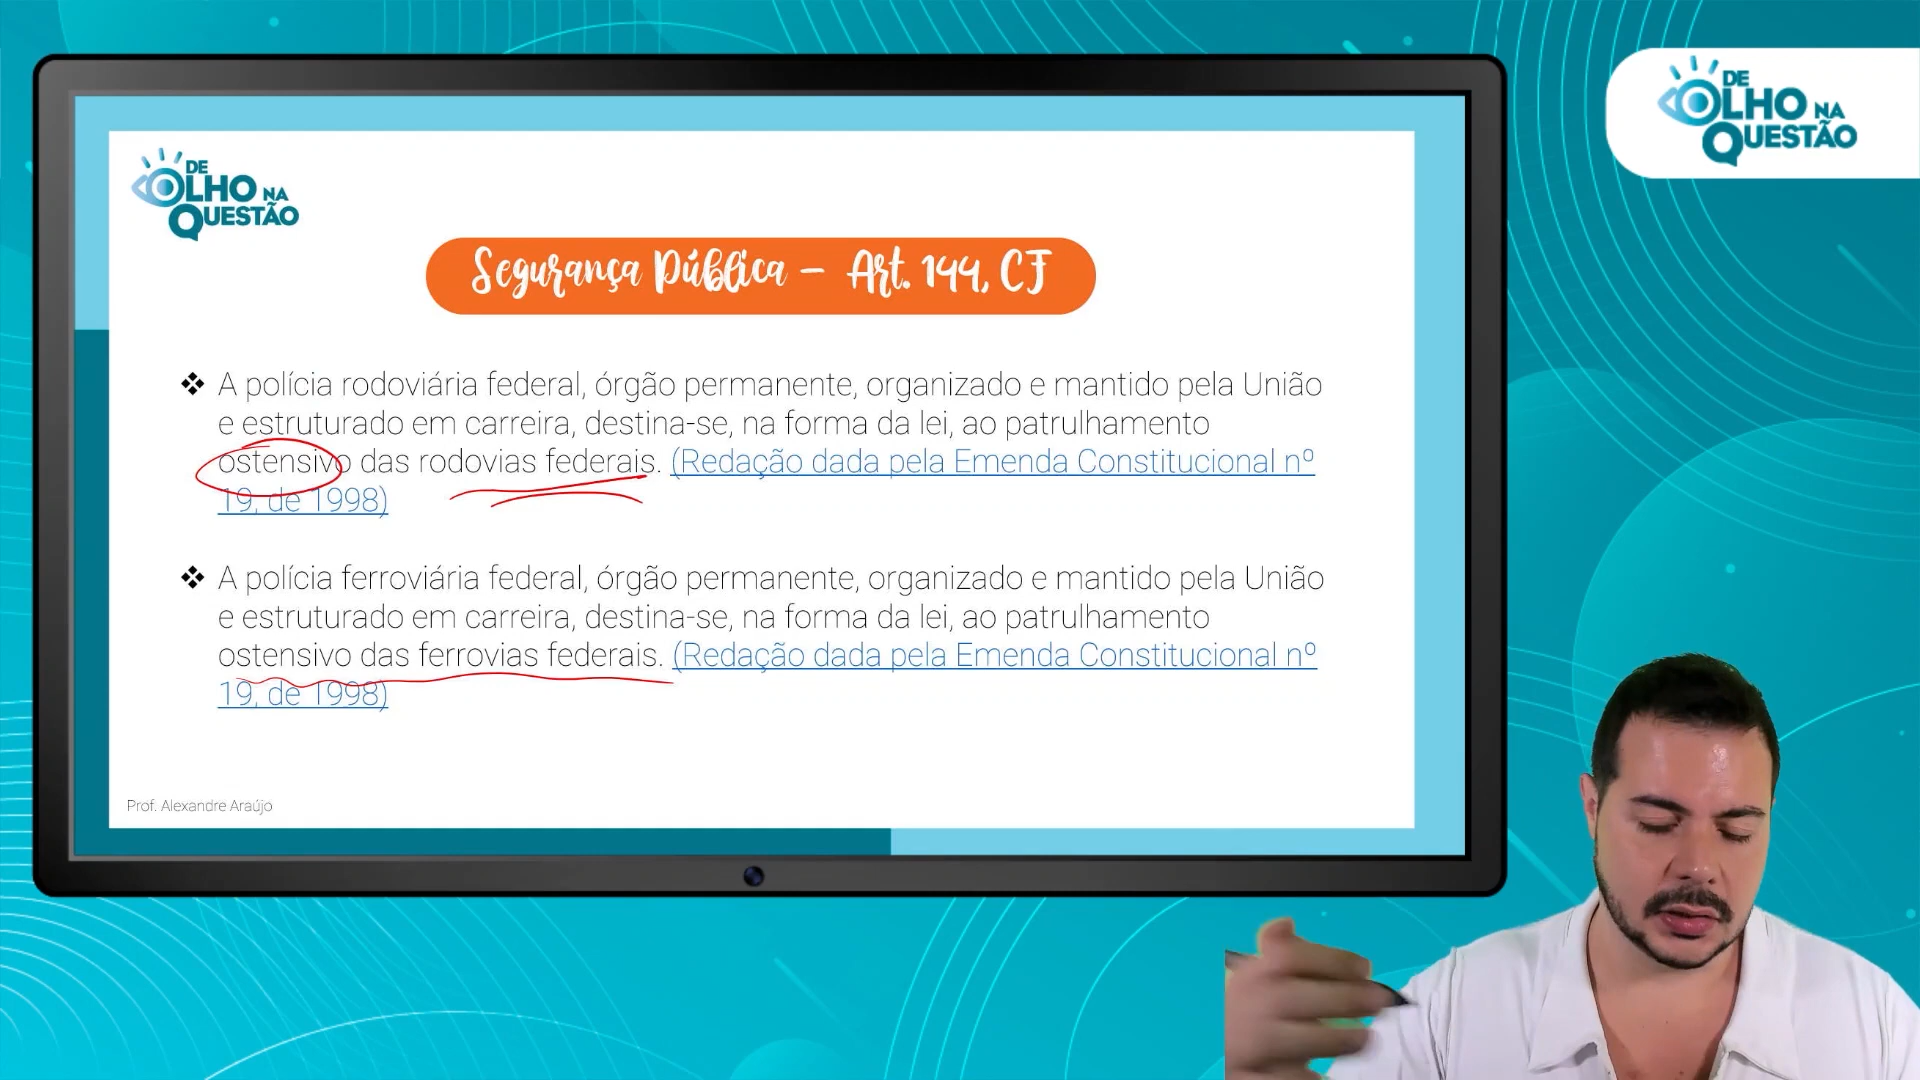 DE
OLHO NA
QUESTÃO
DE
OLHO NA
QUESTÃO
Segurança Pública – Art. 144, CF
❖ A polícia rodoviária federal, órgão permanente, organizado e mantido pela União
e estruturado em carreira, destina-se, na forma da lei, ao patrulhamento
ostensivo das rodovias federais. (Redação dada pela Emenda Constitucional nº
19, de 1998)
❖ A polícia ferroviária federal, órgão permanente, organizado e mantido pela União
e estruturado em carreira, destina-se, na forma da lei, ao patrulhamento
ostensivo das ferrovias federais. (Redação dada pela Emenda Constitucional nº
19, de 1998)
Prof. Alexandre Araújo